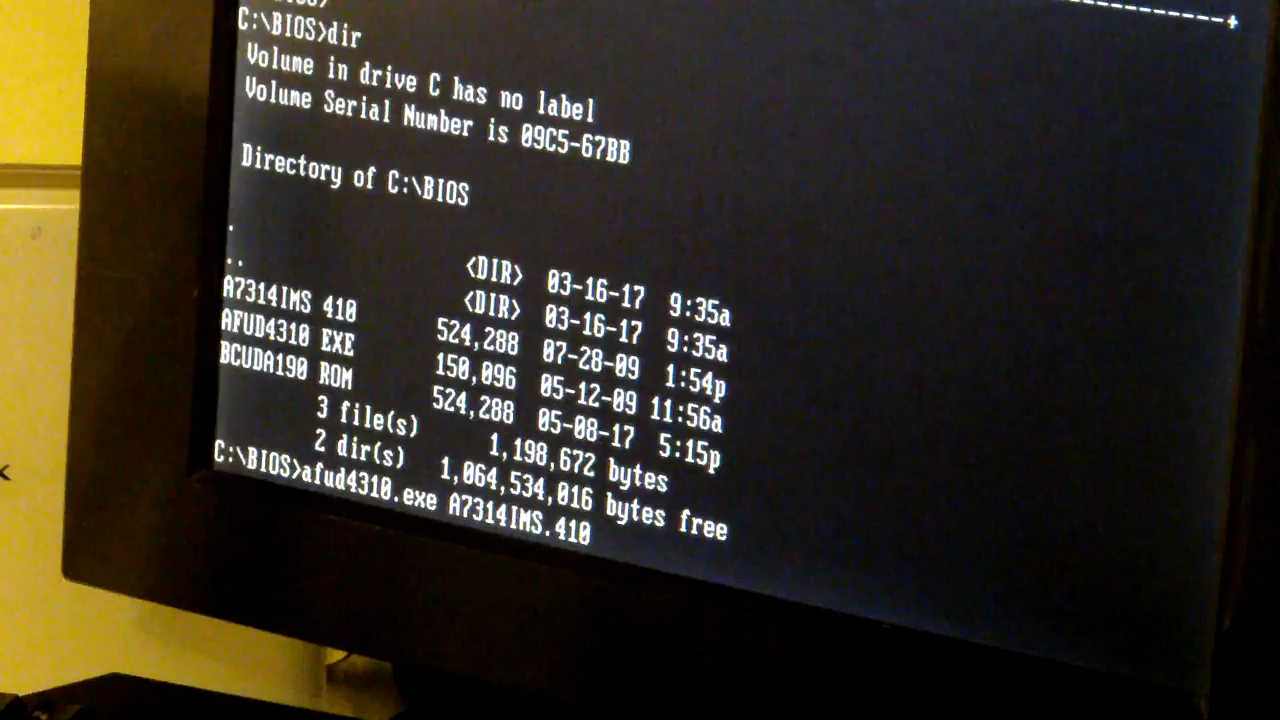 C:\BIOS>dir
Volume in drive C has no label
Volume Serial Number is 09C5-67BB
Directory of C:\BIOS
. <DIR> 03-16-17 9:35a
.. <DIR> 03-16-17 9:35a
A7314IMS 410 524,288 07-28-09 1:54p
AFUD4310 EXE 150,096 05-12-09 11:56a
BCUDA190 ROM 524,288 05-08-17 5:15p
3 file(s) 1,198,672 bytes
2 dir(s) 1,064,534,016 bytes free
C:\BIOS>afud4310.exe A7314IMS.410